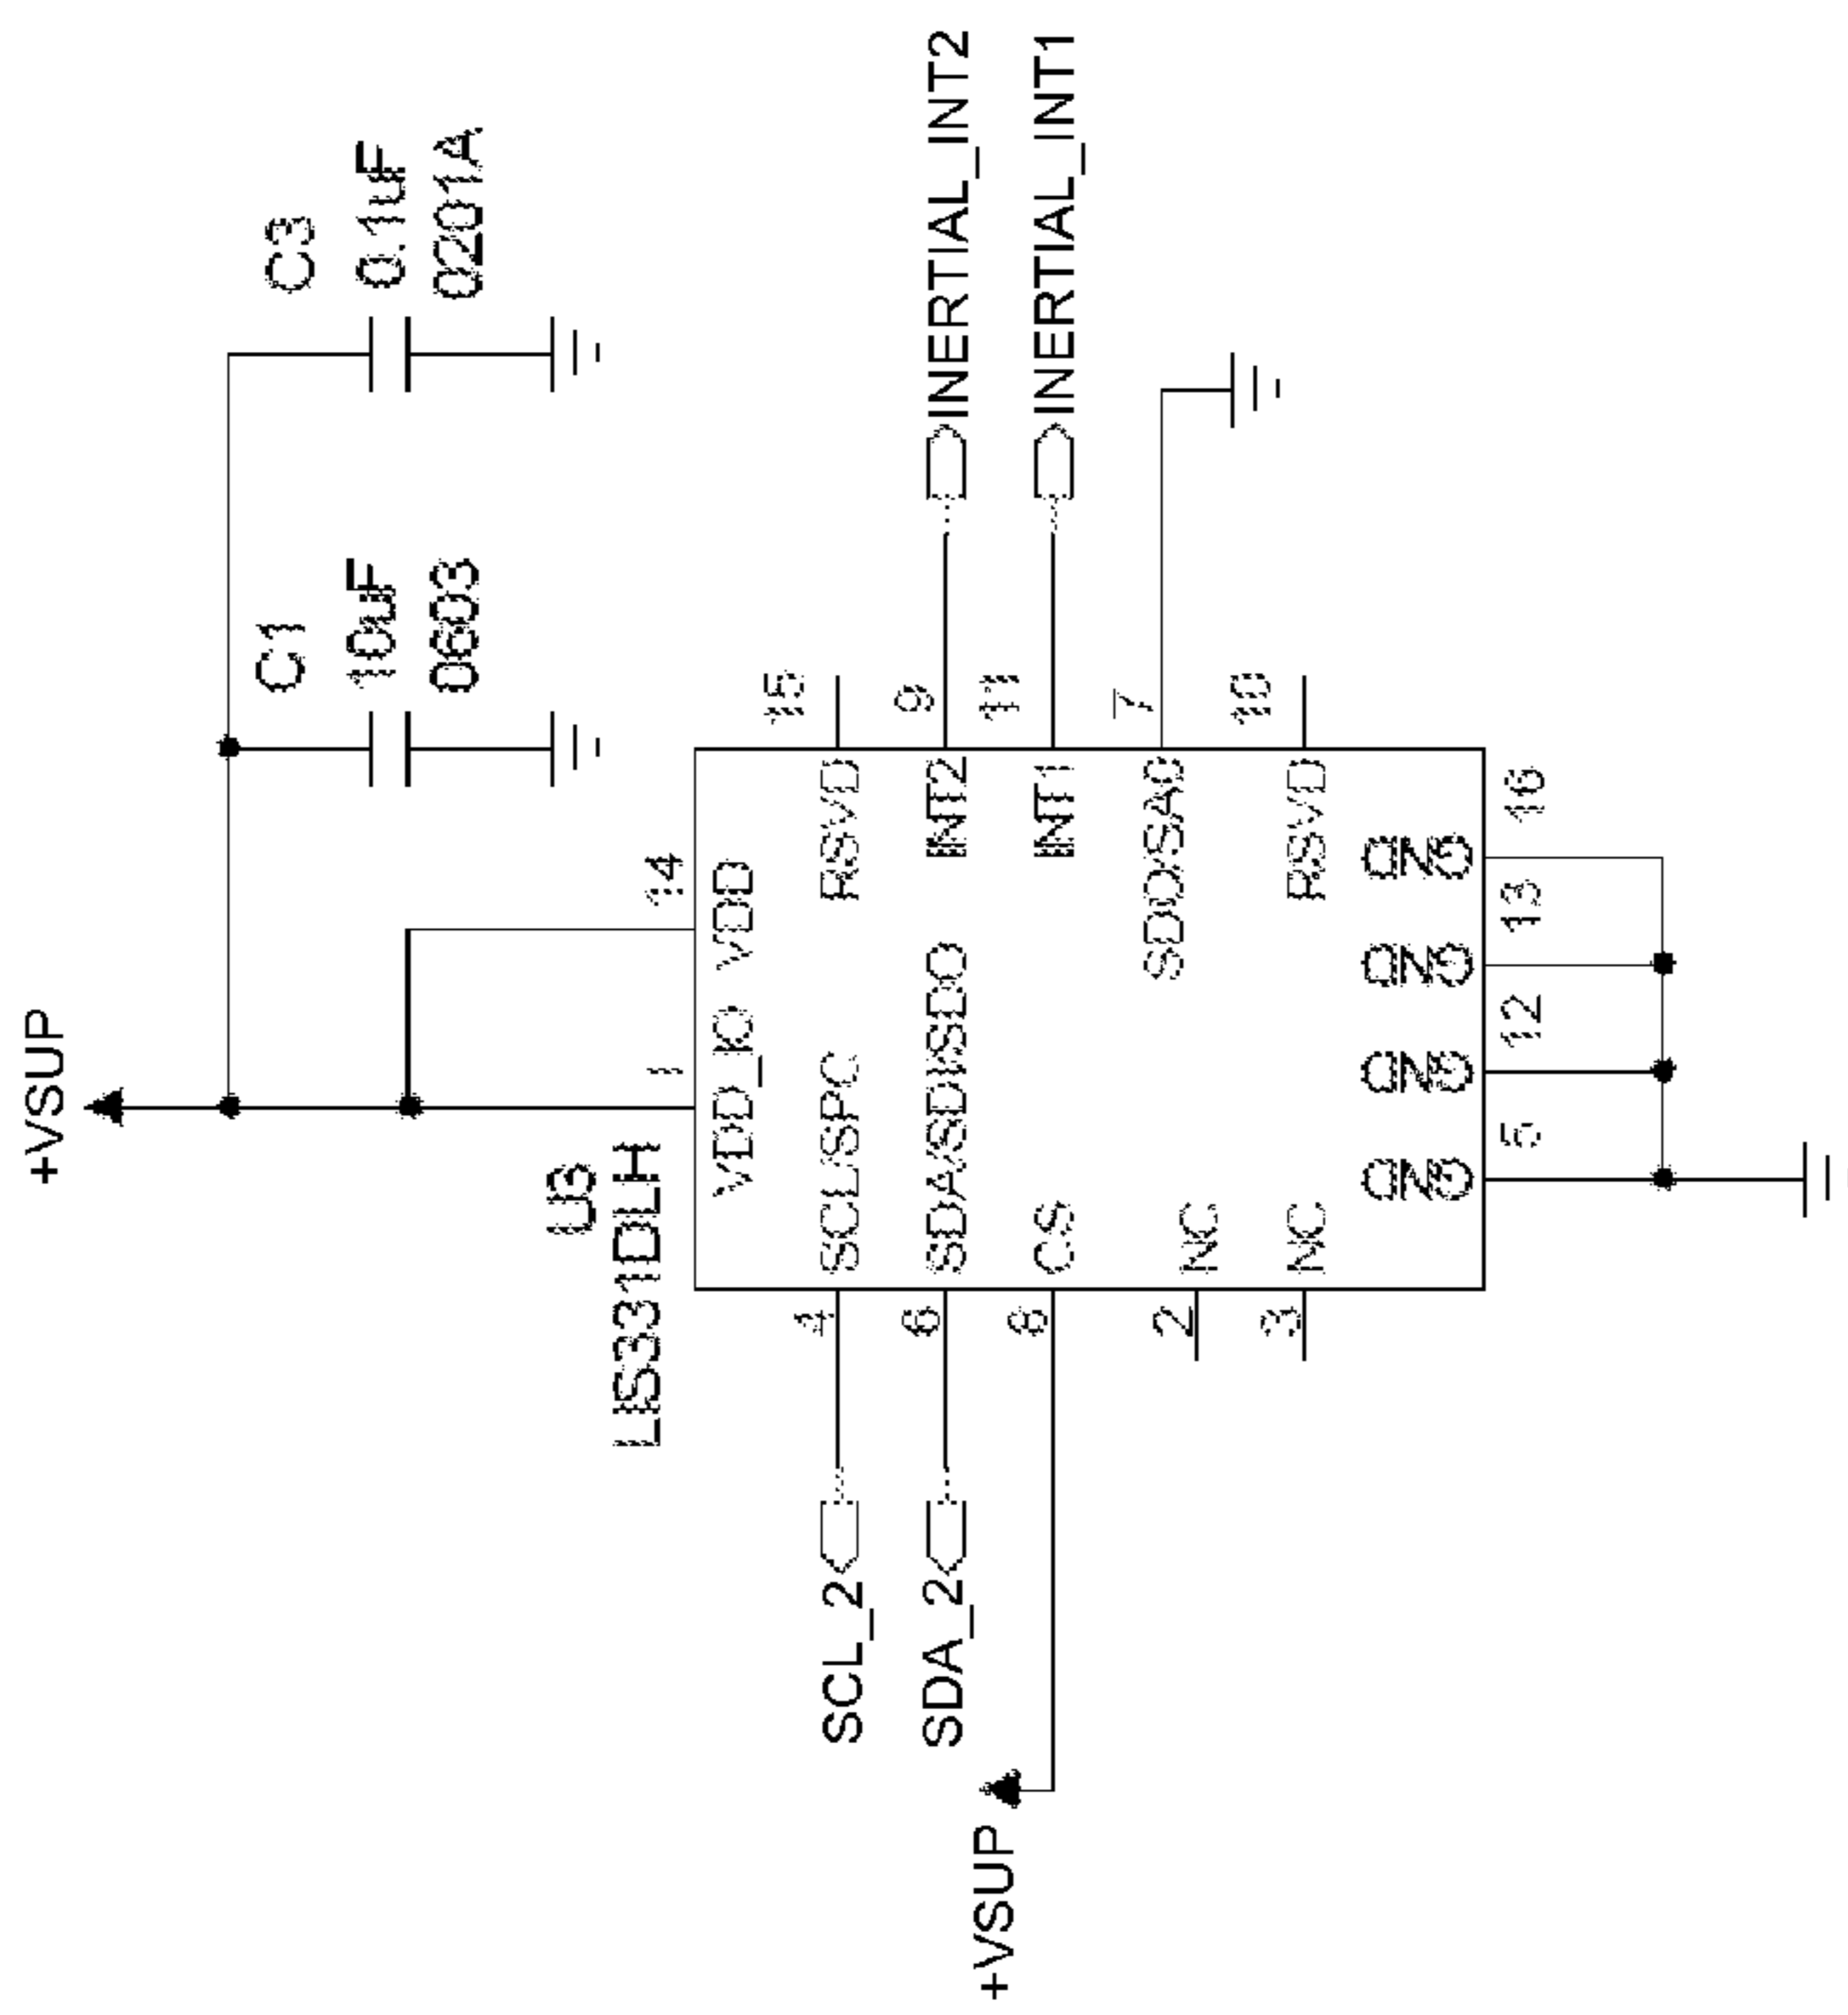 +VSUP
C1
10uF
0603
C3
0.1uF
0201A
U3
LIS331DLH
1
14
VDD_IO
VDD
SCL_2
4
SCL/SPC
RSVD
15
SDA_2
6
SDA/SDI/SDO
INT2
9
INERTIAL_INT2
+VSUP
8
CS
INT1
11
INERTIAL_INT1
SDO/SA0
7
2
NC
3
NC
RSVD
10
GND
GND
GND
GND
5
12
13
16